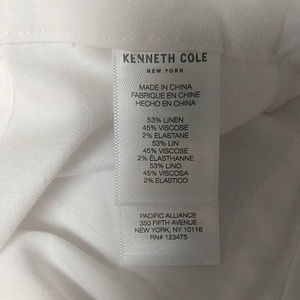 KENNETH COLE
NEW YORK
MADE IN CHINA
FABRIQUE EN CHINE
HECHO EN CHINA
53% LINEN
45% VISCOSE
2% ELASTANE
53% LIN
45% VISCOSE
2% ÉLASTHANNE
53% LINO
45% VISCOSA
2% ELASTICO
PACIFIC ALLIANCE
350 FIFTH AVENUE
NEW YORK, NY 10118
RN# 123475